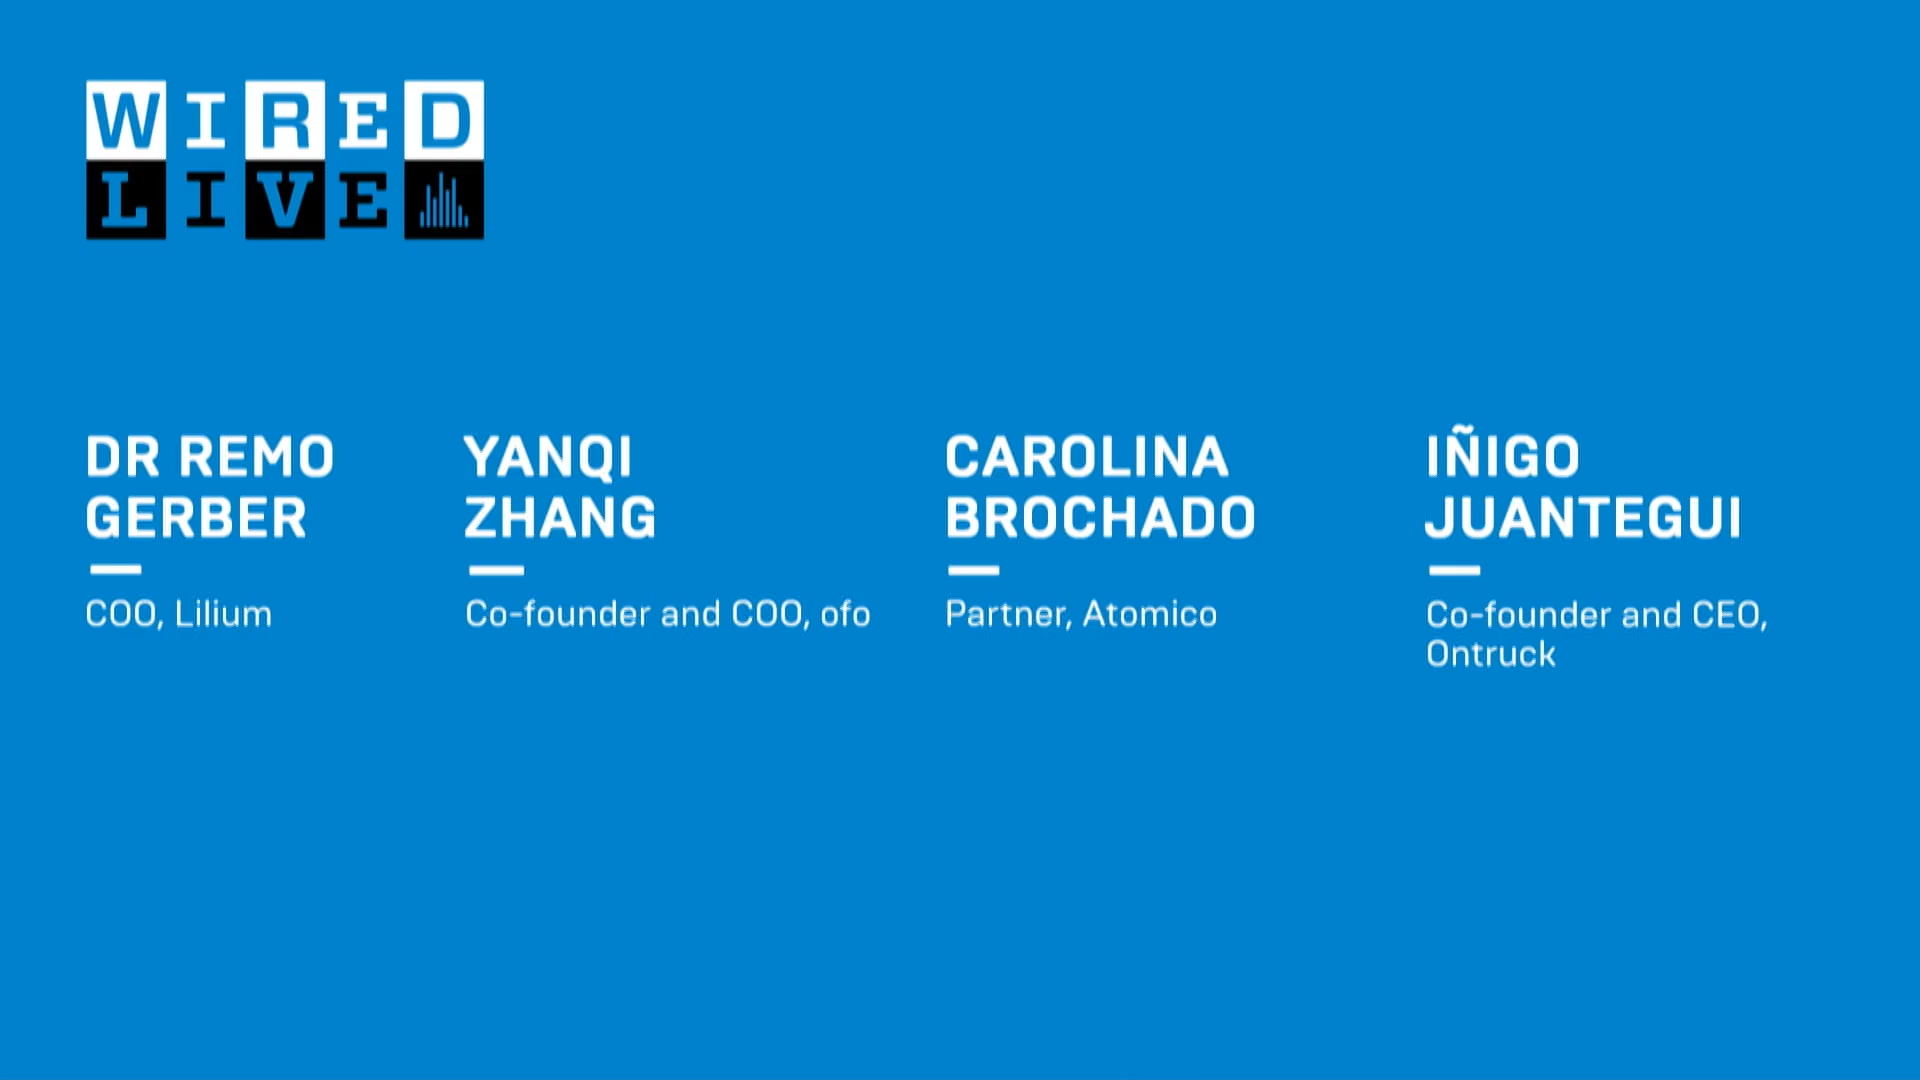 WIRED
LIVE
DR REMO
GERBER
COO, Lilium
YANQI
ZHANG
Co-founder and COO, ofo
CAROLINA
BROCHADO
Partner, Atomico
IÑIGO
JUANTEGUI
Co-founder and CEO,
Ontruck